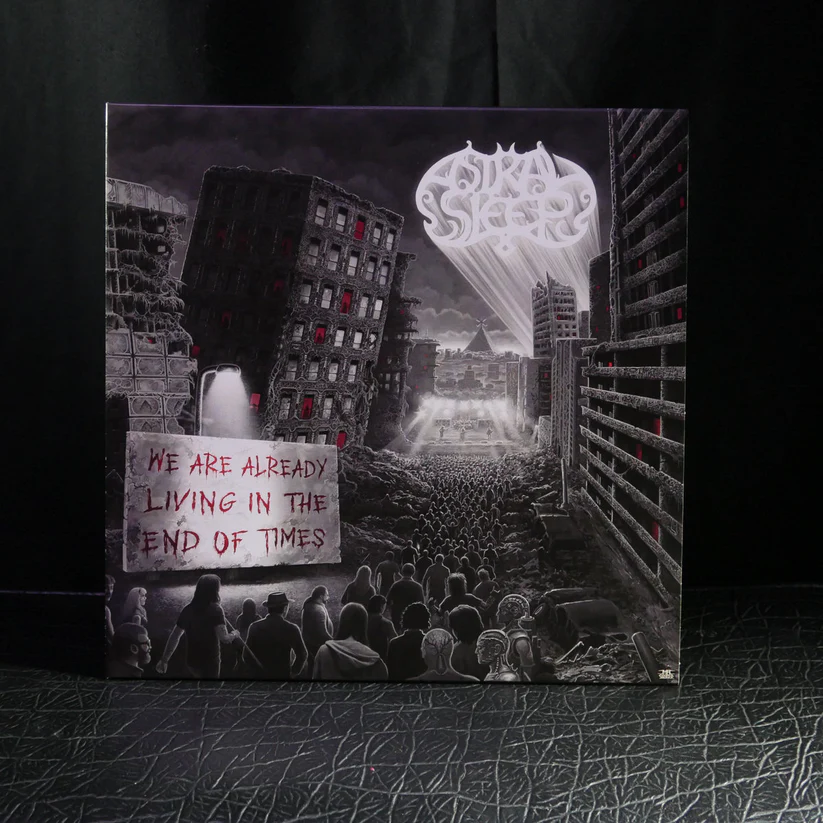 ASTRAL
SLEEP
WE ARE ALREADY
LIVING IN THE
END OF TIMES